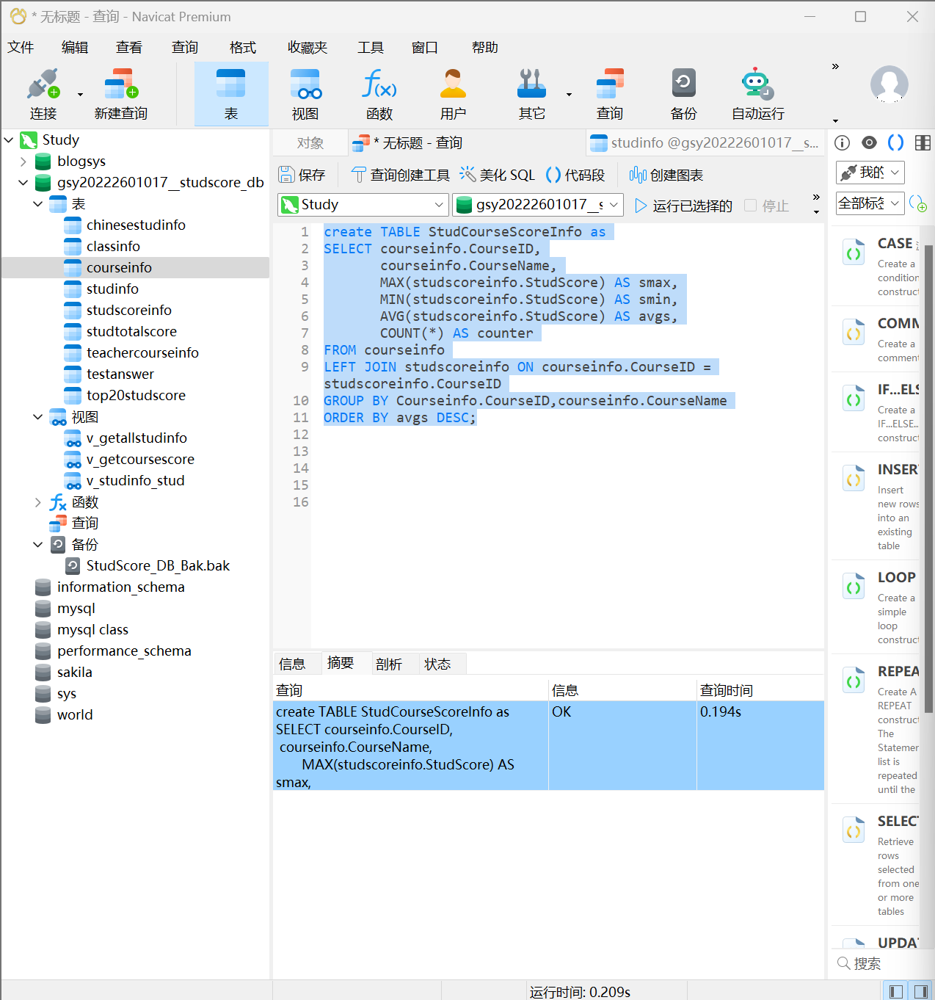 * 无标题 - 查询 - Navicat Premium
文件 编辑 查看 查询 格式 收藏夹 工具 窗口 帮助
连接 新建查询 表 视图 函数 用户 其它 查询 备份 自动运行
Study
blogsys
gsy20222601017__studscore_db
表
chinesestudinfo
classinfo
courseinfo
studinfo
studscoreinfo
studtotalscore
teachercourseinfo
testanswer
top20studscore
视图
v_getallstudinfo
v_getcoursescore
v_studinfo_stud
函数
查询
备份
StudScore_DB_Bak.bak
information_schema
mysql
mysql class
performance_schema
sakila
sys
world
对象 * 无标题 - 查询 studinfo @gsy20222601017__s...
保存 查询创建工具 美化 SQL 代码段 创建图表
Study gsy20222601017__s 运行已选择的 停止
1 create TABLE StudCourseScoreInfo as
2 SELECT courseinfo.CourseID,
3 courseinfo.CourseName,
4 MAX(studscoreinfo.StudScore) AS smax,
5 MIN(studscoreinfo.StudScore) AS smin,
6 AVG(studscoreinfo.StudScore) AS avgs,
7 COUNT(*) AS counter
8 FROM courseinfo
9 LEFT JOIN studscoreinfo ON courseinfo.CourseID =
studscoreinfo.CourseID
10 GROUP BY Courseinfo.CourseID,courseinfo.CourseName
11 ORDER BY avgs DESC;
12
13
14
15
16
信息 摘要 剖析 状态
查询 信息 查询时间
create TABLE StudCourseScoreInfo as OK 0.194s
SELECT courseinfo.CourseID,
courseinfo.CourseName,
MAX(studscoreinfo.StudScore) AS
smax,
我的
全部标签
CASE
Create a
condition
construct
COMM
Create a
comment
IF...ELS
Create a
IF...ELSE...
construct
INSER
Insert
new rows
into an
existing
table
LOOP
Create a
simple
loop
construct
REPEA
Create A
REPEAT
construct
The
Statemer
list is
repeated
until the
SELECT
Retrieve
rows
selected
from one
or more
tables
UPDA
搜索
运行时间: 0.209s